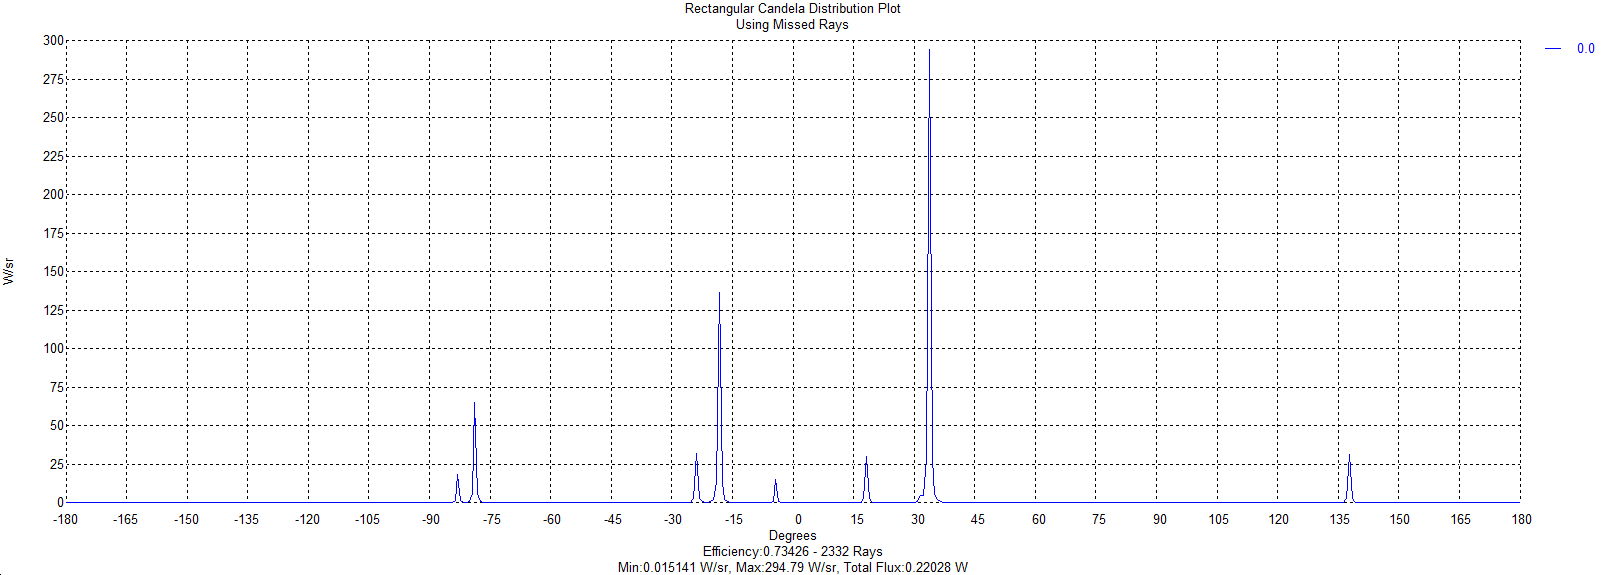 Rectangular Candela Distribution Plot
Using Missed Rays
0.0
300
275
250
225
200
175
150
125
100
75
50
25
0
W/sr
-180 -165 -150 -135 -120 -105 -90 -75 -60 -45 -30 -15 0 15 30 45 60 75 90 105 120 135 150 165 180
Degrees
Efficiency:0.73426 - 2332 Rays
Min:0.015141 W/sr, Max:294.79 W/sr, Total Flux:0.22028 W